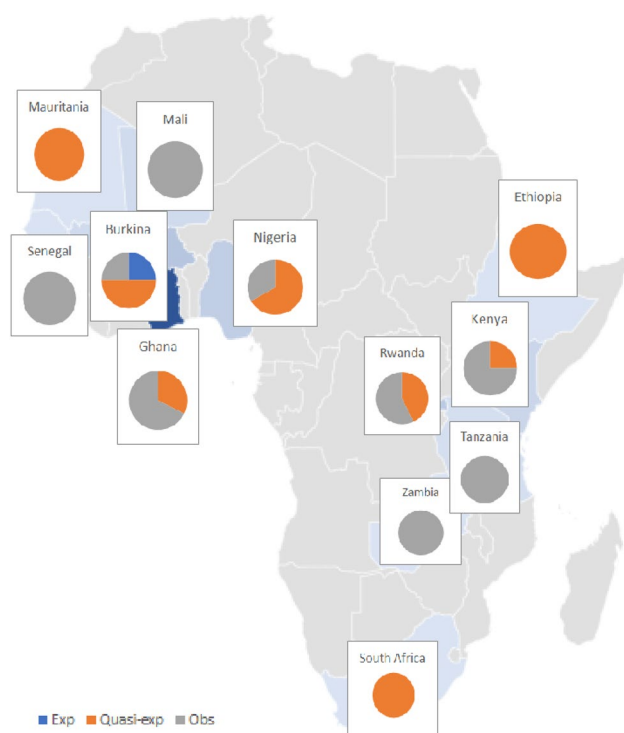 Mauritania
Mali
Ethiopia
Burkina
Nigeria
Senegal
Kenya
Ghana
Rwanda
Tanzania
Zambia
South Africa
Exp Quasi-exp Obs